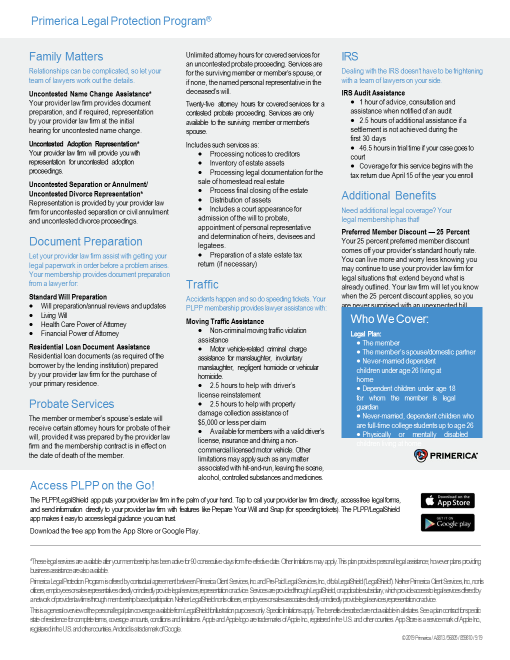 Primerica Legal Protection Program®
Family Matters
Relationships can be complicated, so let your
team of lawyers work out the details.
Uncontested Name Change Assistance*
Your provider law firm provides document
preparation, and if required, representation
by your provider law firm at the initial
hearing for uncontested name change.
Uncontested Adoption Representation*
Your provider law firm will provide you with
representation for uncontested adoption
proceedings.
Uncontested Separation or Annulment/
Uncontested Divorce Representation*
Representation is provided by your provider law
firm for uncontested separation or civil annulment
and uncontested divorce proceedings.
Document Preparation
Let your provider law firm assist with getting your
legal paperwork in order before a problem arises.
Your membership provides document preparation
from a lawyer for:
Standard Will Preparation
● Will preparation/annual reviews and updates
● Living Will
● Health Care Power of Attorney
● Financial Power of Attorney
Residential Loan Document Assistance
Residential loan documents (as required of the
borrower by the lending institution) prepared
by your provider law firm for the purchase of
your primary residence.
Probate Services
The member or member's spouse's estate will
receive certain attorney hours for probate of their
will, provided it was prepared by the provider law
firm and the membership contract is in effect on
the date of death of the member.
Unlimited attorney hours for covered services for
an uncontested probate proceeding. Services are
for the surviving member or member's spouse, or
if none, the named personal representative in the
deceased's will.
Twenty-five attorney hours for covered services for a
contested probate proceeding. Services are only
available to the surviving member or member's
spouse.
Includes such services as:
● Processing notices to creditors
● Inventory of estate assets
● Processing legal documentation for the
sale of homestead real estate
● Process final closing of the estate
● Distribution of assets
● Includes a court appearance for
admission of the will to probate,
appointment of personal representative
and determination of heirs, devisees and
legatees.
● Preparation of a state estate tax
return (if necessary)
Traffic
Accidents happen and so do speeding tickets. Your
PLPP membership provides lawyer assistance with:
Moving Traffic Assistance
● Non-criminal moving traffic violation
assistance
● Motor vehicle-related criminal charge
assistance for manslaughter, involuntary
manslaughter, negligent homicide or vehicular
homicide.
● 2.5 hours to help with driver's
license reinstatement
● 2.5 hours to help with property
damage collection assistance of
$5,000 or less per claim
● Available for members with a valid driver's
license, insurance and driving a non-
commercial licensed motor vehicle. Other
limitations may apply such as any matter
associated with hit-end-run, leaving the scene,
alcohol, controlled substances and medicines.
IRS
Dealing with the IRS doesn't have to be frightening
with a team of lawyers on your side.
IRS Audit Assistance
● 1 hour of advice, consultation and
assistance when notified of an audit
● 2.5 hours of additional assistance if a
settlement is not achieved during the
first 30 days
● 46.5 hours in trial time if your case goes to
court
● Coverage for this service begins with the
tax return due April 15 of the year you enroll
Additional Benefits
Need additional legal coverage? Your
legal membership has that!
Preferred Member Discount — 25 Percent
Your 25 percent preferred member discount
comes off your provider's standard hourly rate.
You can live more and worry less knowing you
may continue to use your provider law firm for
legal situations that extend beyond what is
already outlined. Your law firm will let you know
when the 25 percent discount applies, so you
are never surprised with an unexpected bill.
Who We Cover:
Legal Plan:
● The member
● The member's spouse/domestic partner
● Never-married dependent
children under age 26 living at
home
● Dependent children under age 18
for whom the member is legal
guardian
● Never-married, dependent children who
are full-time college students up to age 26
● Physically or mentally disabled
PRIMERICA®
Access PLPP on the Go!
The PLPP/LegalShield app puts your provider law firm in the palm of your hand. Tap to call your provider law firm directly, access free legal forms,
and send information directly to your provider law firm with features like Prepare Your Will and Snap (for speeding tickets). The PLPP/LegalShield
app makes it easy to access legal guidance you can trust.
Download the free app from the App Store or Google Play.
Download on the
App Store
GET IT ON
Google play
*These legal services are available after your membership has been active for 90 consecutive days from the effective date. Other limitations may apply. This plan provides personal legal assistance; however plans providing
business assistance are also available.
Primerica Legal Protection Program is offered by contractual agreement between Primerica Client Services, Inc. and Pre-Paid Legal Services, Inc., d/b/a LegalShield (LegalShield). Neither Primerica Client Services, Inc., nor its
officers, employees or sales representatives directly or indirectly provide legal services, representation or advice. Services are provided through LegalShield, or applicable subsidiary, which provides access to legal services offered by
a network of provider law firms through membership based participation. Neither LegalShield nor its officers, employees or sales associates directly or indirectly provide legal services, representation or advice.
This is a general overview of the personal legal plan coverage available from LegalShield for illustration purposes only. Specific limitations apply. The benefits described are not available in all states. See a plan contract for specific
state of residence for complete terms, coverage, amounts, conditions and limitations. Apple and Apple logo are trademarks of Apple Inc., registered in the U.S. and other countries. App Store is a service mark of Apple Inc.,
registered in the U.S. and other countries. Android is a trademark of Google.